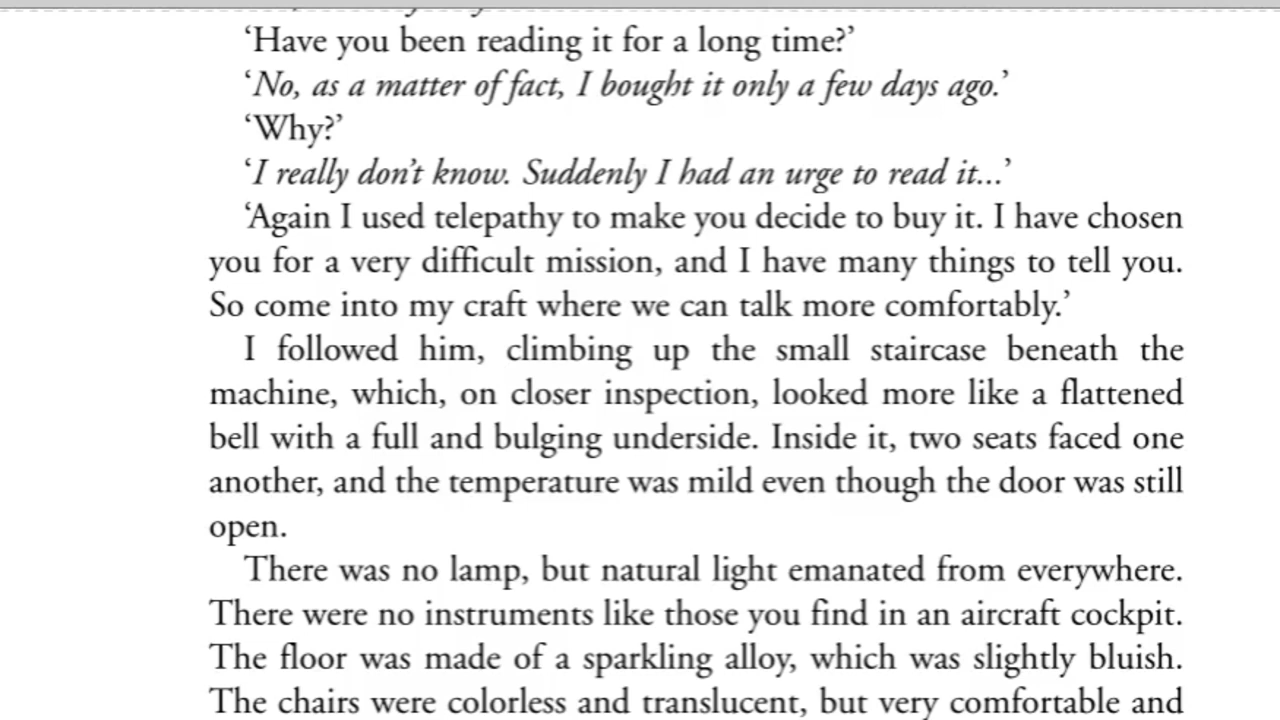 ‘Have you been reading it for a long time?’
‘No, as a matter of fact, I bought it only a few days ago.’
‘Why?’
‘I really don’t know. Suddenly I had an urge to read it...’
‘Again I used telepathy to make you decide to buy it. I have chosen
you for a very difficult mission, and I have many things to tell you.
So come into my craft where we can talk more comfortably.’
I followed him, climbing up the small staircase beneath the
machine, which, on closer inspection, looked more like a flattened
bell with a full and bulging underside. Inside it, two seats faced one
another, and the temperature was mild even though the door was still
open.
There was no lamp, but natural light emanated from everywhere.
There were no instruments like those you find in an aircraft cockpit.
The floor was made of a sparkling alloy, which was slightly bluish.
The chairs were colorless and translucent, but very comfortable and